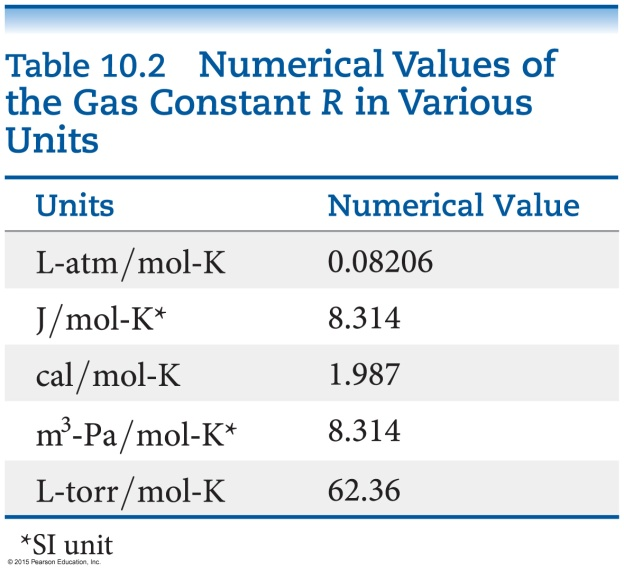 Table 10.2 Numerical Values of
the Gas Constant R in Various
Units
Units Numerical Value
L-atm/mol-K 0.08206
J/mol-K* 8.314
cal/mol-K 1.987
m³-Pa/mol-K* 8.314
L-torr/mol-K 62.36
*SI unit
© 2015 Pearson Education, Inc.